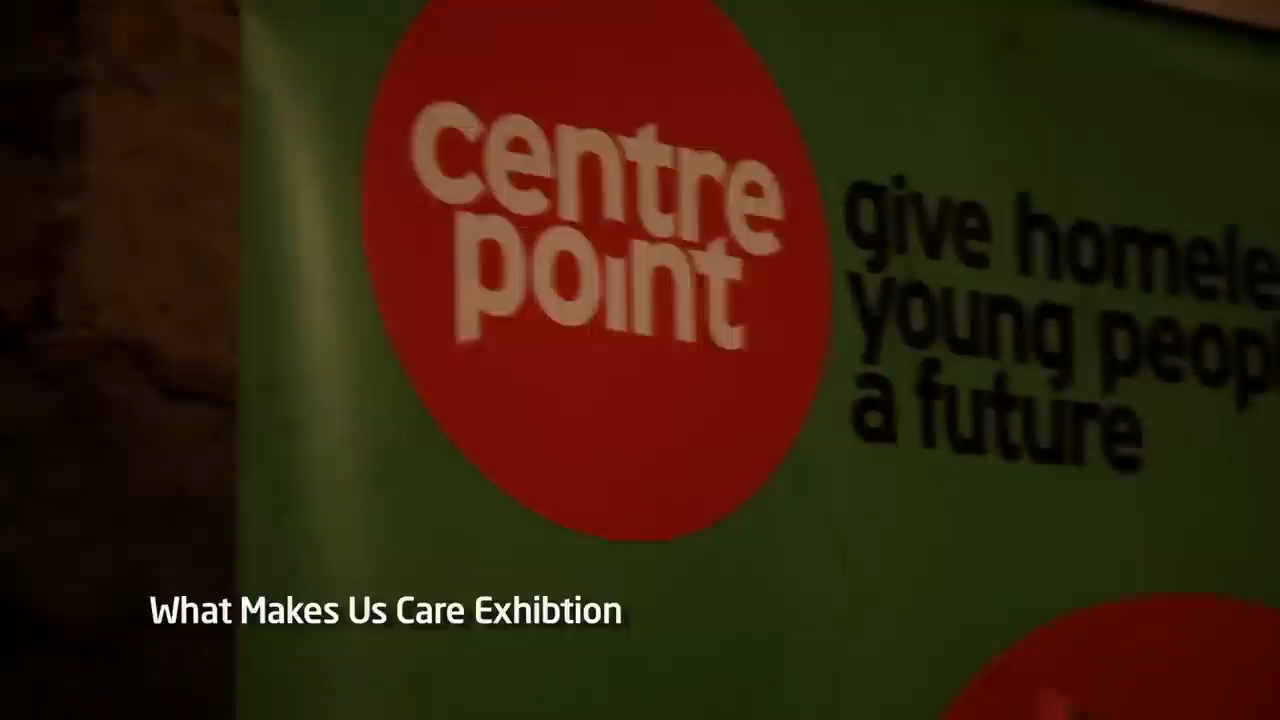 centre
point
give homele
young peop
a future
What Makes Us Care Exhibtion